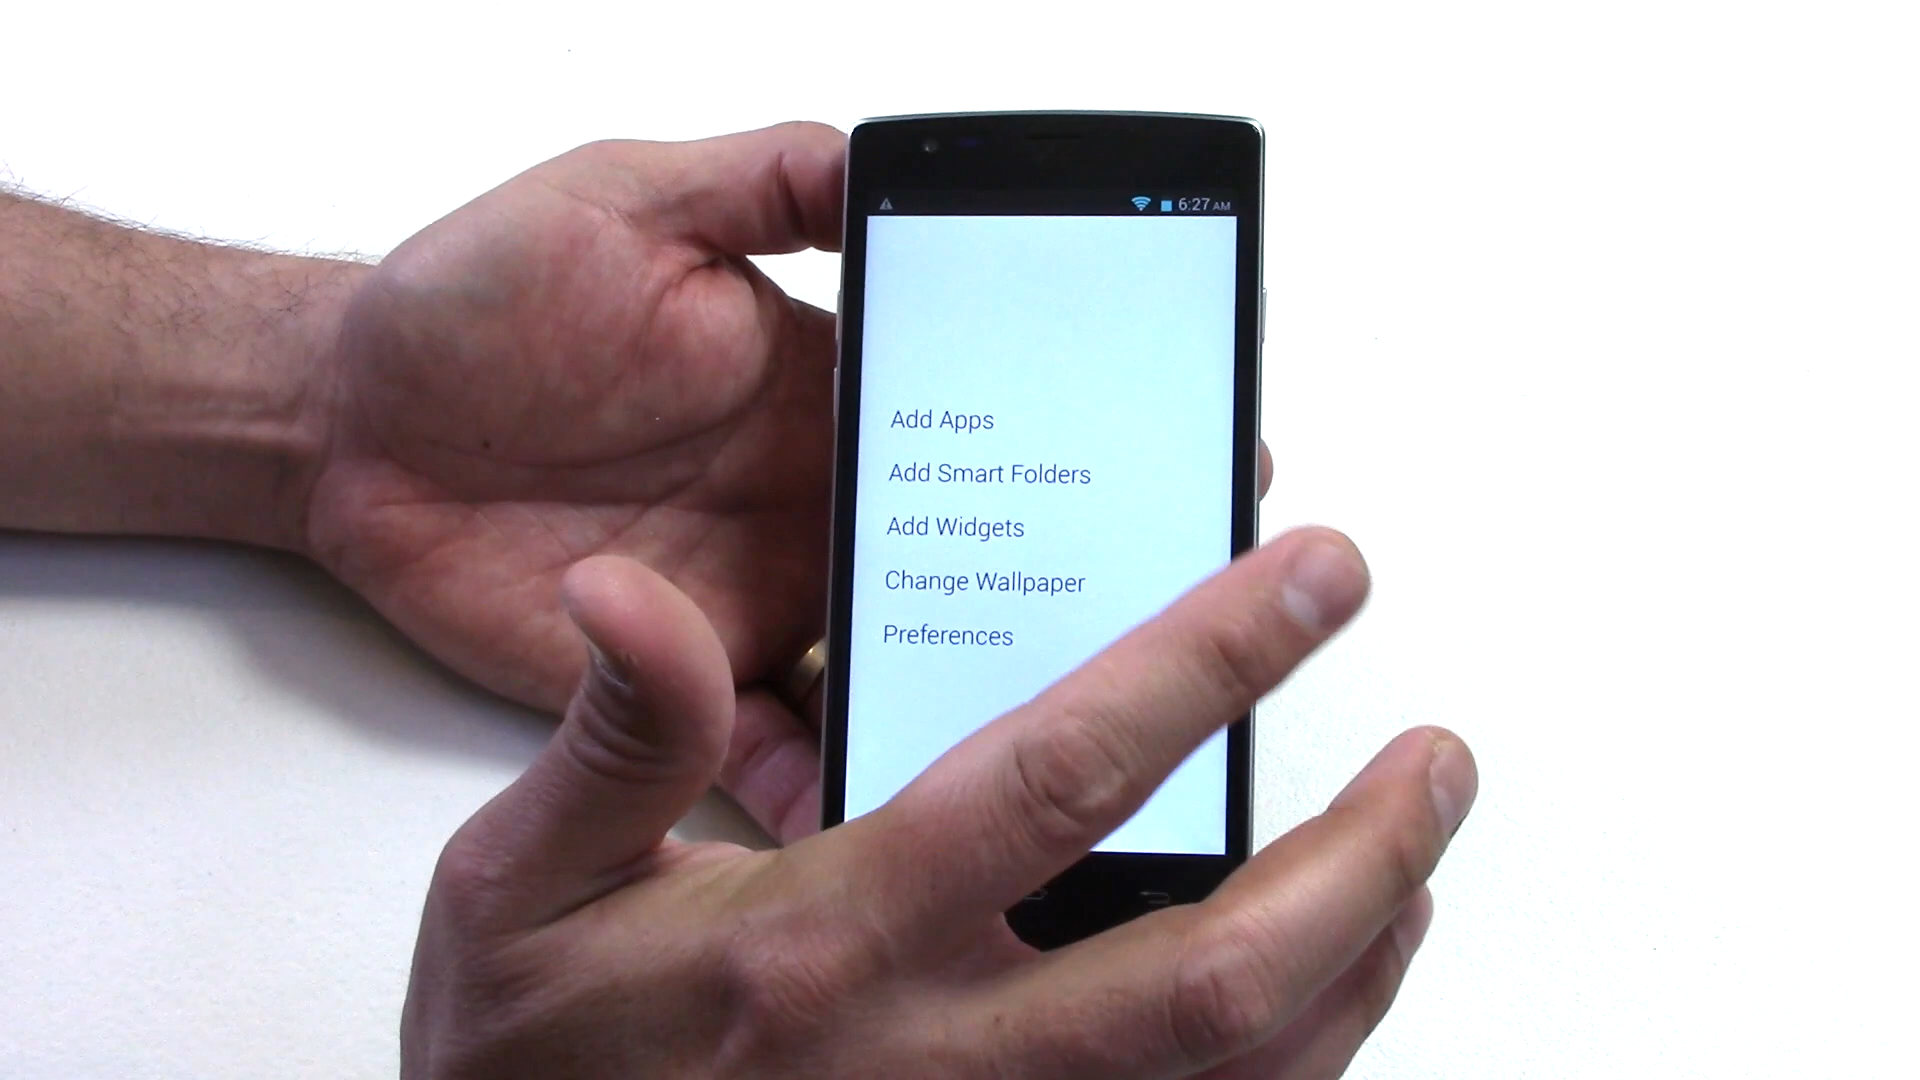 6:27 AM
Add Apps
Add Smart Folders
Add Widgets
Change Wallpaper
Preferences